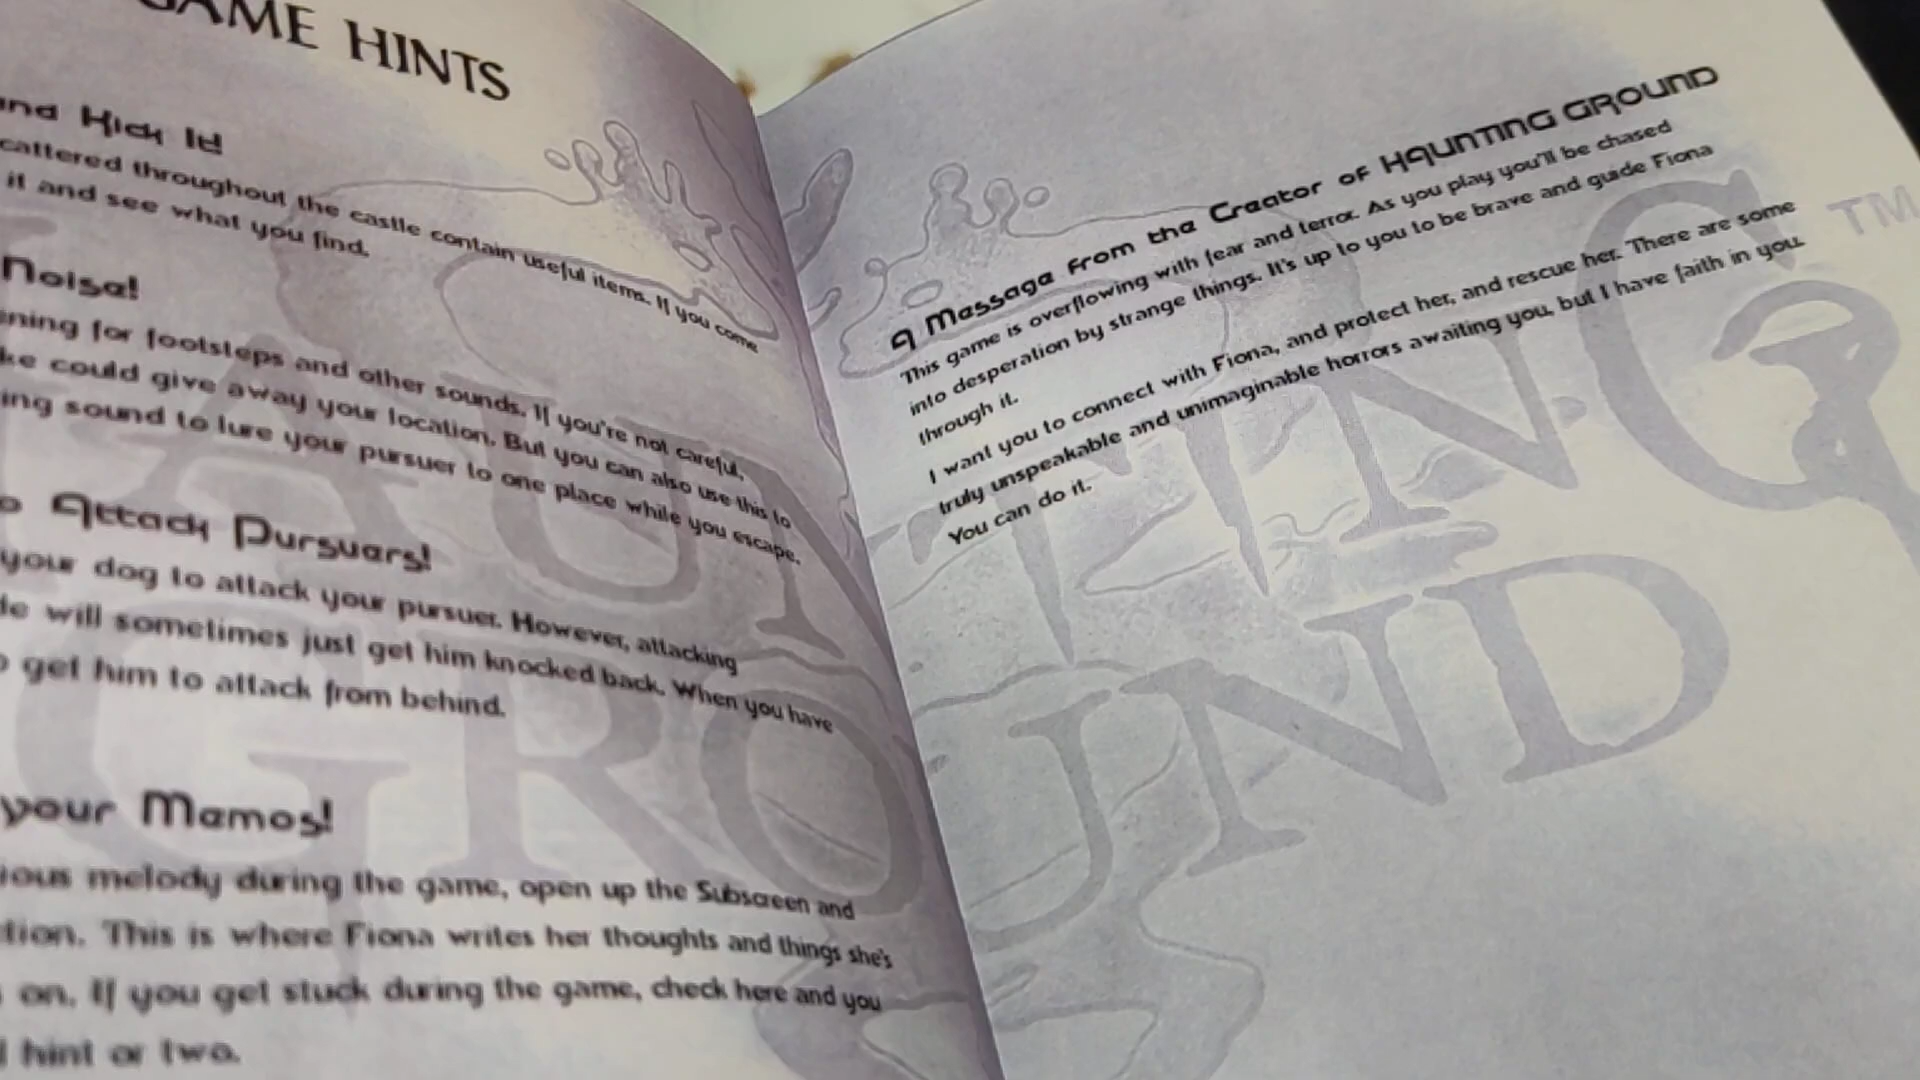 GAME HINTS
and Kick It!
scattered throughout the castle contain useful items. If you come
it and see what you find.
Noise!
for footsteps and other sounds. If you're not careful,
could give away your location. But you can also use this to
sound to lure your pursuer to one place while you escape.
Attack Pursuers!
your dog to attack your pursuer. However, attacking
will sometimes just get him knocked back. When you have
get him to attack from behind.
your Memos!
melody during the game, open up the Subscreen and
This is where Fiona writes her thoughts and things she's
on. If you get stuck during the game, check here and you
hint or two.
A Message from the Creator of HAUNTING GROUND
This game is overflowing with fear and terror. As you play you'll be chased
into desperation by strange things. It's up to you to be brave and guide Fiona
through it.
I want you to connect with Fiona, and protect her, and rescue her. There are some
truly unspeakable and unimaginable horrors awaiting you, but I have faith in you.
You can do it.
HAUNTING TM
GROUND